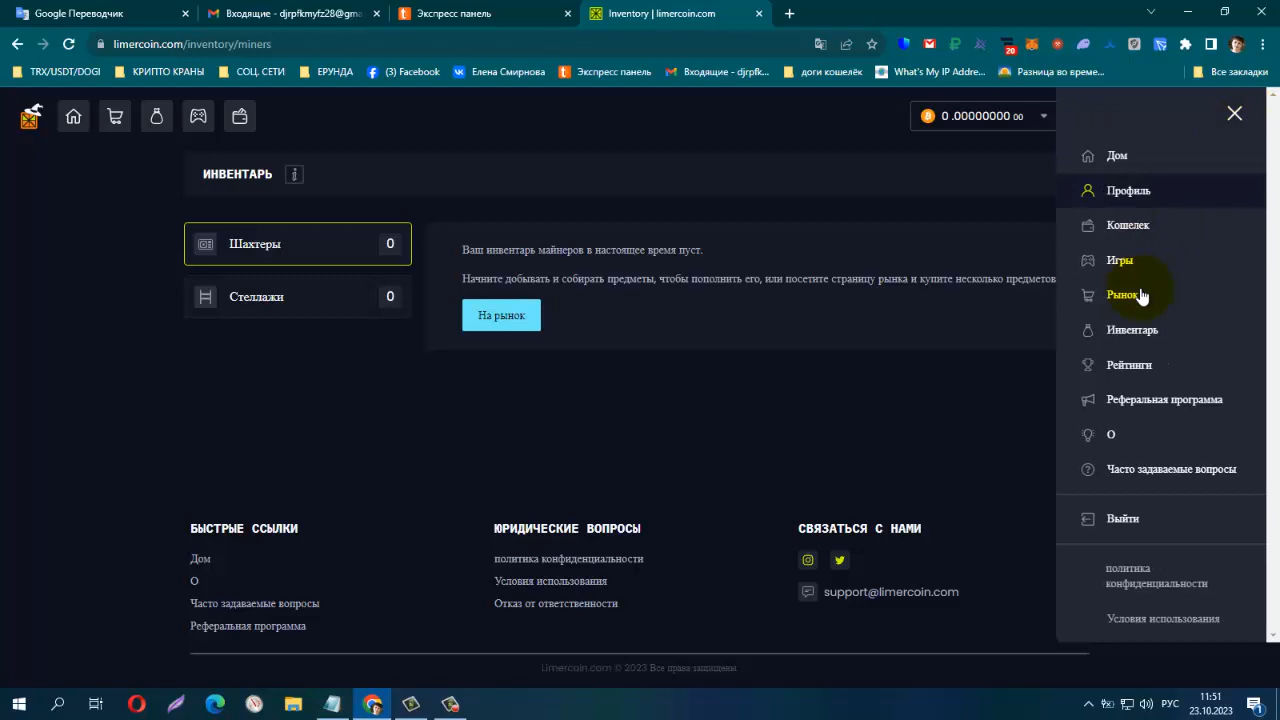 Google Переводчик
Входящие - djrpfkmyfz28@gma
Экспресс панель
Inventory | limercoin.com
limercoin.com/inventory/miners
20
TRX/USDT/DOGI
КРИПТО КРАНЫ
СОЦ. СЕТИ
ЕРУНДА
(3) Facebook
Елена Смирнова
Экспресс панель
Входящие - djrpfk...
доги кошелёк
What's My IP Addre...
Разница во време...
Все закладки
0 .00000000 00
ИНВЕНТАРЬ
Шахтеры
0
Стеллажи
0
Ваш инвентарь майнеров в настоящее время пуст.
Начните добывать и собирать предметы, чтобы пополнить его, или посетите страницу рынка и купите несколько предметов
На рынок
Дом
Профиль
Кошелек
Игры
Рынок
Инвентарь
Рейтинги
Реферальная программа
О
Часто задаваемые вопросы
Выйти
политика
конфиденциальности
Условия использования
БЫСТРЫЕ ССЫЛКИ
Дом
О
Часто задаваемые вопросы
Реферальная программа
ЮРИДИЧЕСКИЕ ВОПРОСЫ
политика конфиденциальности
Условия использования
Отказ от ответственности
СВЯЗАТЬСЯ С НАМИ
support@limercoin.com
Limercoin.com © 2023 Все права защищены
РУС
11:51
23.10.2023
1